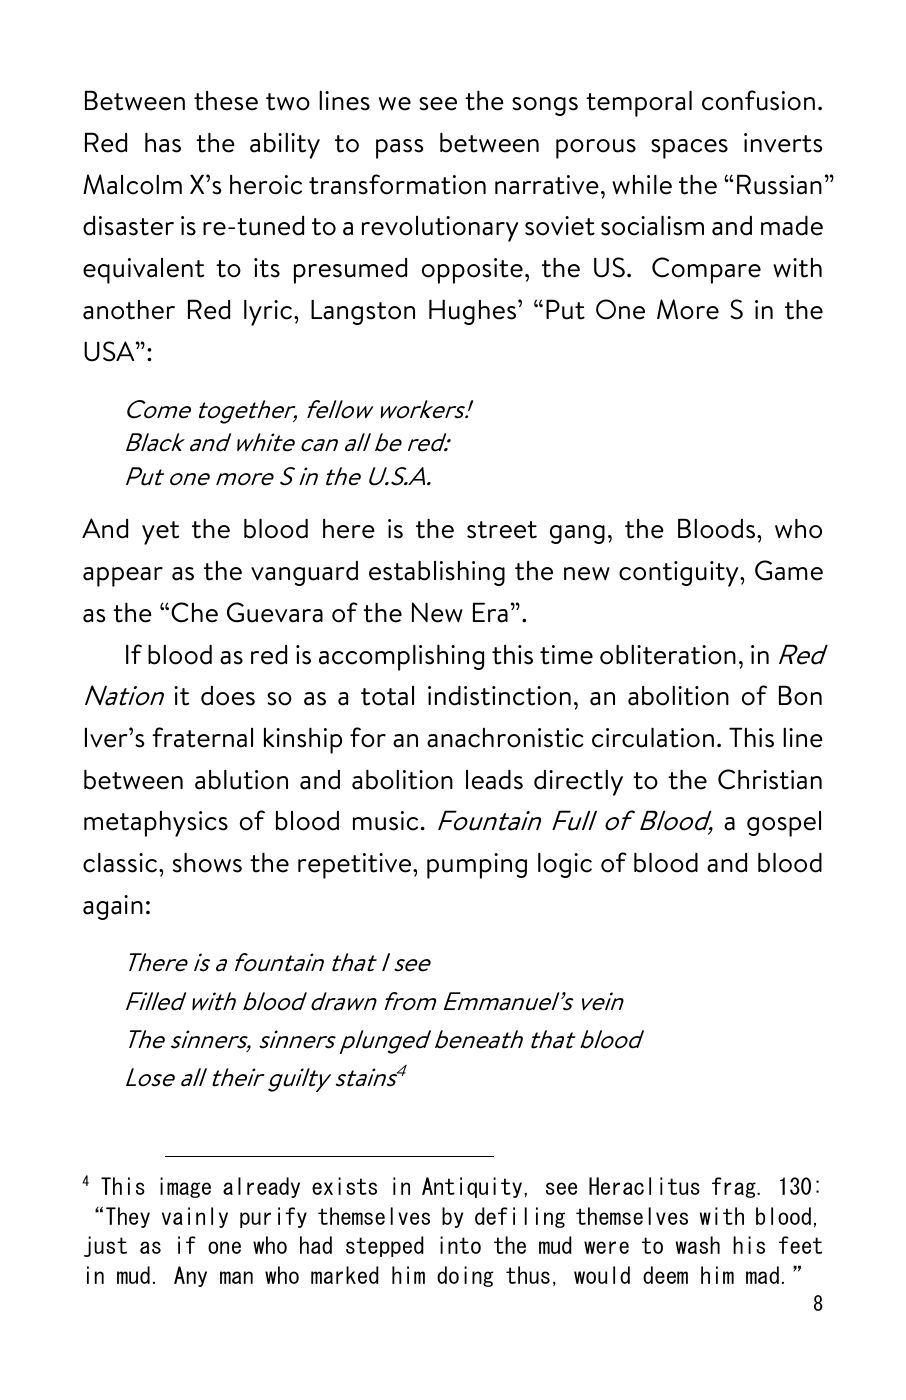 Between these two lines we see the songs temporal confusion.
Red has the ability to pass between porous spaces inverts
Malcolm X’s heroic transformation narrative, while the “Russian”
disaster is re-tuned to a revolutionary soviet socialism and made
equivalent to its presumed opposite, the US. Compare with
another Red lyric, Langston Hughes’ “Put One More S in the
USA”:
Come together, fellow workers!
Black and white can all be red:
Put one more S in the U.S.A.
And yet the blood here is the street gang, the Bloods, who
appear as the vanguard establishing the new contiguity, Game
as the “Che Guevara of the New Era”.
If blood as red is accomplishing this time obliteration, in Red
Nation it does so as a total indistinction, an abolition of Bon
Iver’s fraternal kinship for an anachronistic circulation. This line
between ablution and abolition leads directly to the Christian
metaphysics of blood music. Fountain Full of Blood, a gospel
classic, shows the repetitive, pumping logic of blood and blood
again:
There is a fountain that I see
Filled with blood drawn from Emmanuel’s vein
The sinners, sinners plunged beneath that blood
Lose all their guilty stains⁴
⁴ This image already exists in Antiquity, see Heraclitus frag. 130:
“They vainly purify themselves by defiling themselves with blood,
just as if one who had stepped into the mud were to wash his feet
in mud. Any man who marked him doing thus, would deem him mad.”
8